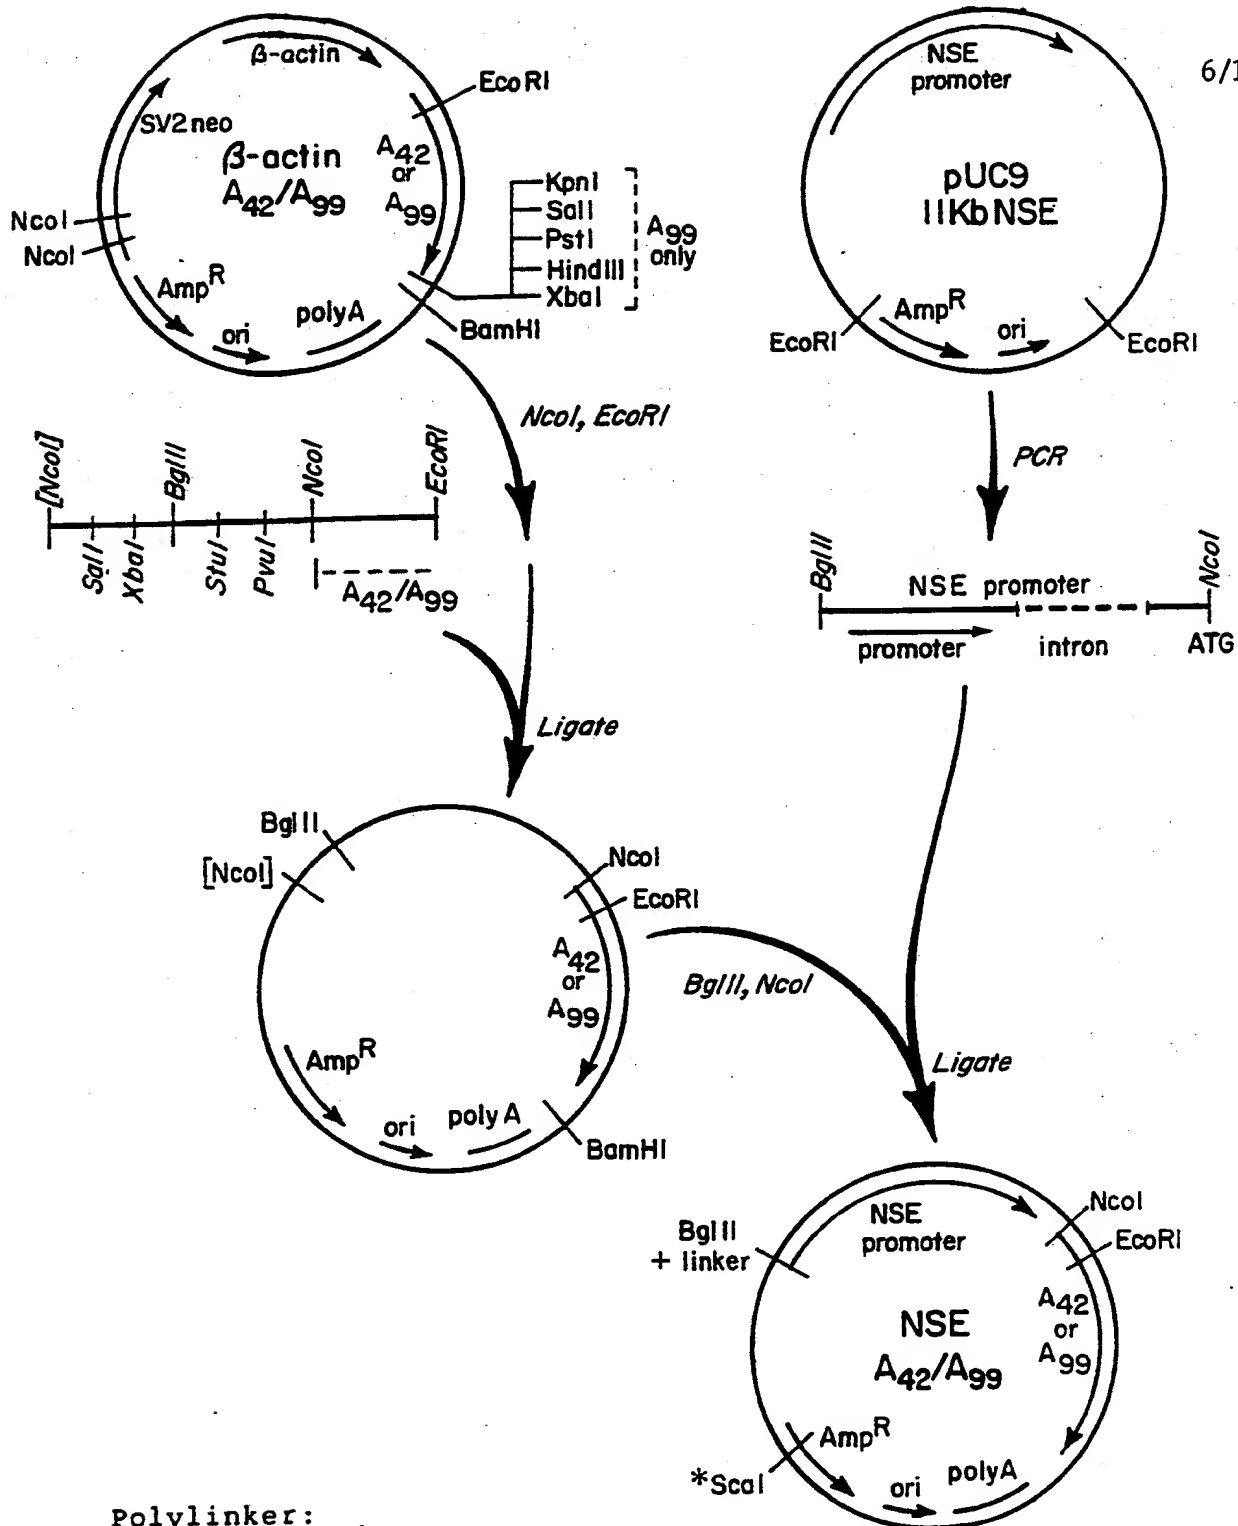 6/1
β-actin
EcoRI
SV2neo
β-actin
A42/A99
A42
or
A99
KpnI
SalI
PstI
HindIII
XbaI
A99
only
NcoI
NcoI
AmpR
ori
polyA
BamHI
NSE
promoter
pUC9
11KbNSE
EcoRI
AmpR
ori
EcoRI
NcoI, EcoRI
PCR
[NcoI]
SalI
XbaI
BglII
StuI
PvuI
NcoI
EcoRI
A42/A99
BglII
NSE promoter
NcoI
promoter
intron
ATG
Ligate
BglII
[NcoI]
NcoI
EcoRI
A42
or
A99
AmpR
ori
polyA
BamHI
BglII, NcoI
Ligate
NSE
promoter
NcoI
EcoRI
BglII
+ linker
A42
or
A99
NSE
A42/A99
AmpR
*ScaI
ori
polyA
Polylinker: